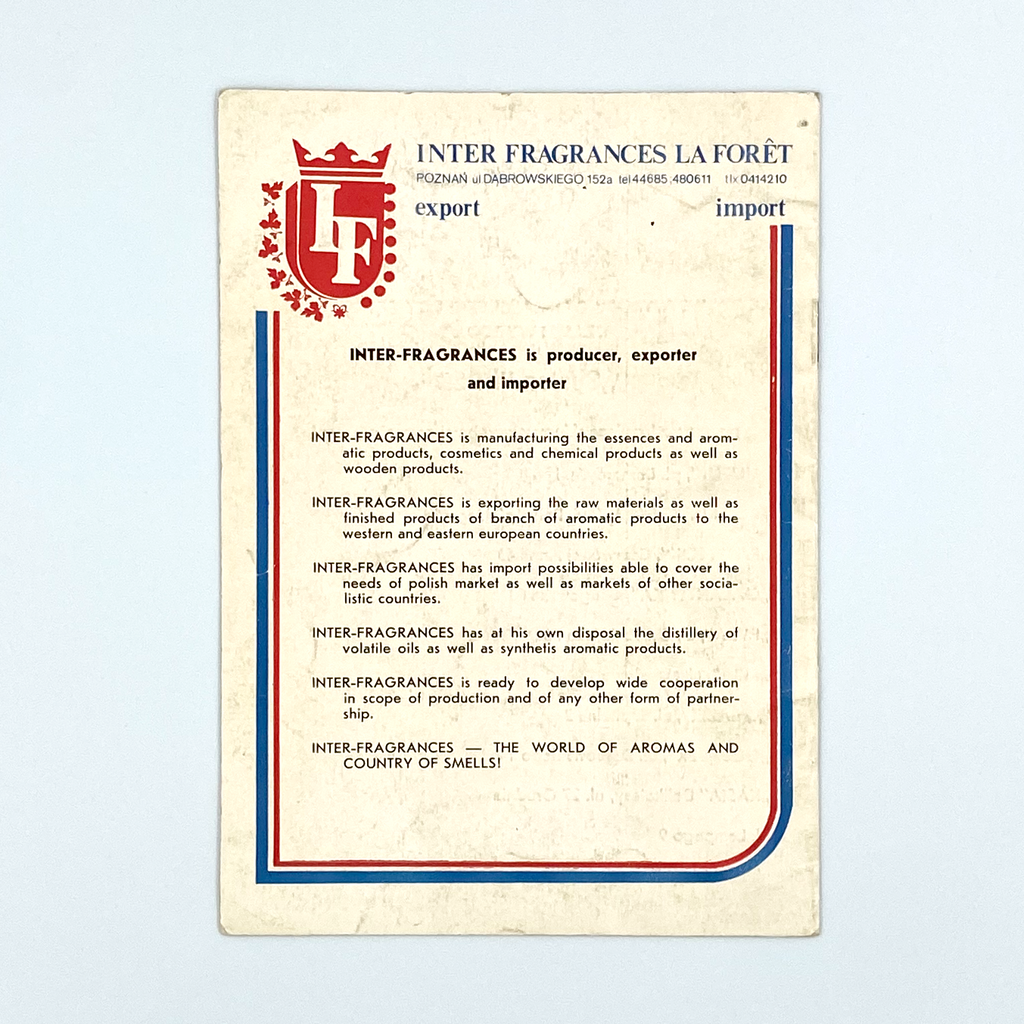 INTER FRAGRANCES LA FORÊT
POZNAŃ ul DĄBROWSKIEGO 152a tel 44685;480611 tlx 0414210
export import
LF
INTER-FRAGRANCES is producer, exporter
and importer
INTER-FRAGRANCES is manufacturing the essences and arom-
atic products, cosmetics and chemical products as well as
wooden products.
INTER-FRAGRANCES is exporting the raw materials as well as
finished products of branch of aromatic products to the
western and eastern european countries.
INTER-FRAGRANCES has import possibilities able to cover the
needs of polish market as well as markets of other socia-
listic countries.
INTER-FRAGRANCES has at his own disposal the distillery of
volatile oils as well as synthetis aromatic products.
INTER-FRAGRANCES is ready to develop wide cooperation
in scope of production and of any other form of partner-
ship.
INTER-FRAGRANCES — THE WORLD OF AROMAS AND
COUNTRY OF SMELLS!